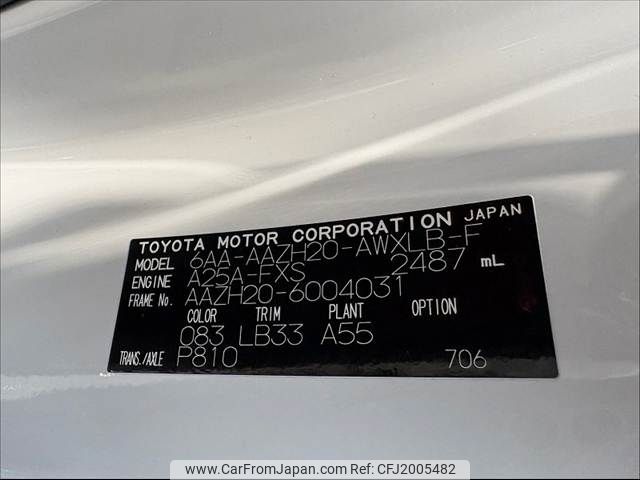 TOYOTA MOTOR CORPORATION JAPAN
MODEL 6AA-AAZH20-AWXLB-F
ENGINE A25A-FXS 2487 mL
FRAME No. AAZH20-6004031
COLOR TRIM PLANT OPTION
083 LB33 A55
TRANS./AXLE P810 706
www.CarFromJapan.com CFJ2005482